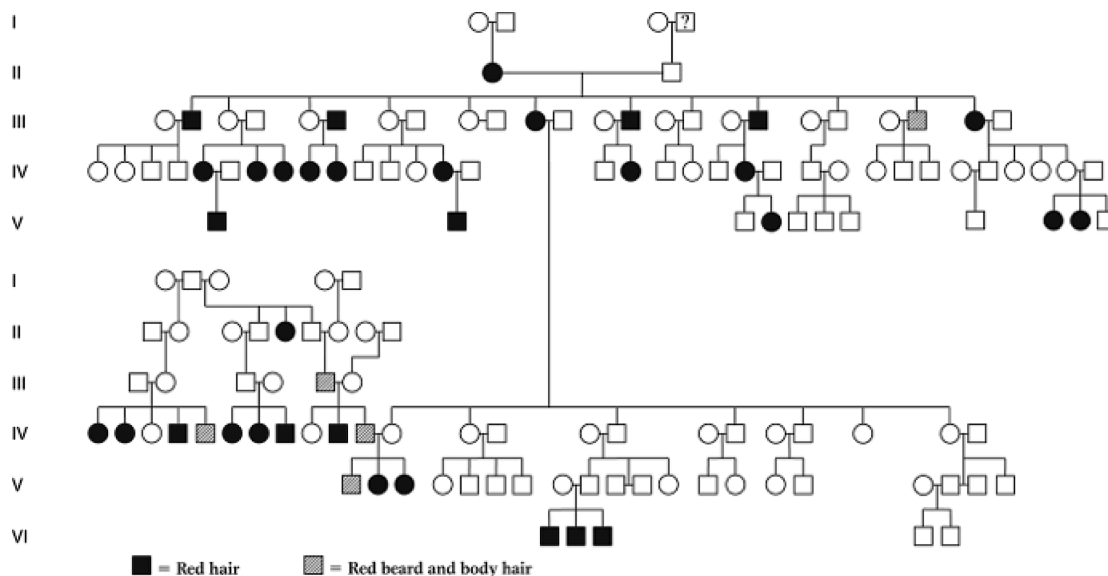 I
?
II
III
IV
V
I
II
III
IV
V
VI
= Red hair
= Red beard and body hair